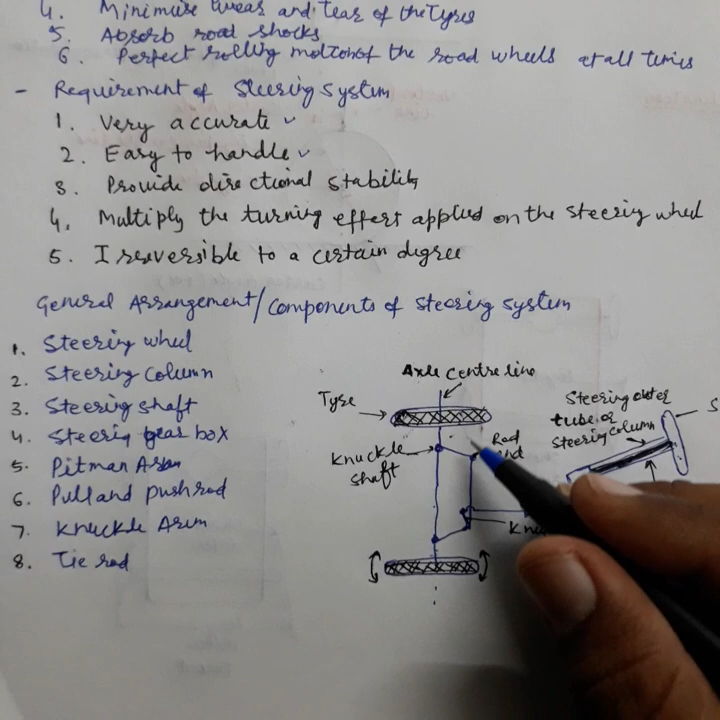 4. Minimise wear and Tear of the Tyres
5. Absorb road shocks
6. Perfect rolling motion of the road wheels at all times
- Requirement of Steering System
1. Very accurate ✓
2. Easy to handle ✓
3. Provide directional stability
4. Multiply the turning effort applied on the steering wheel
5. Irreversible to a certain degree
General Arrangement/Components of Steering system
1. Steering wheel
2. Steering Column
3. Steering shaft
4. Steering gear box
5. Pitman Arm
6. Pull and push rod
7. Knuckle Arm
8. Tie rod
Axle Centre line
Tyre
Knuckle
shaft
Rod
Steering outer
tube or
Steering column
S